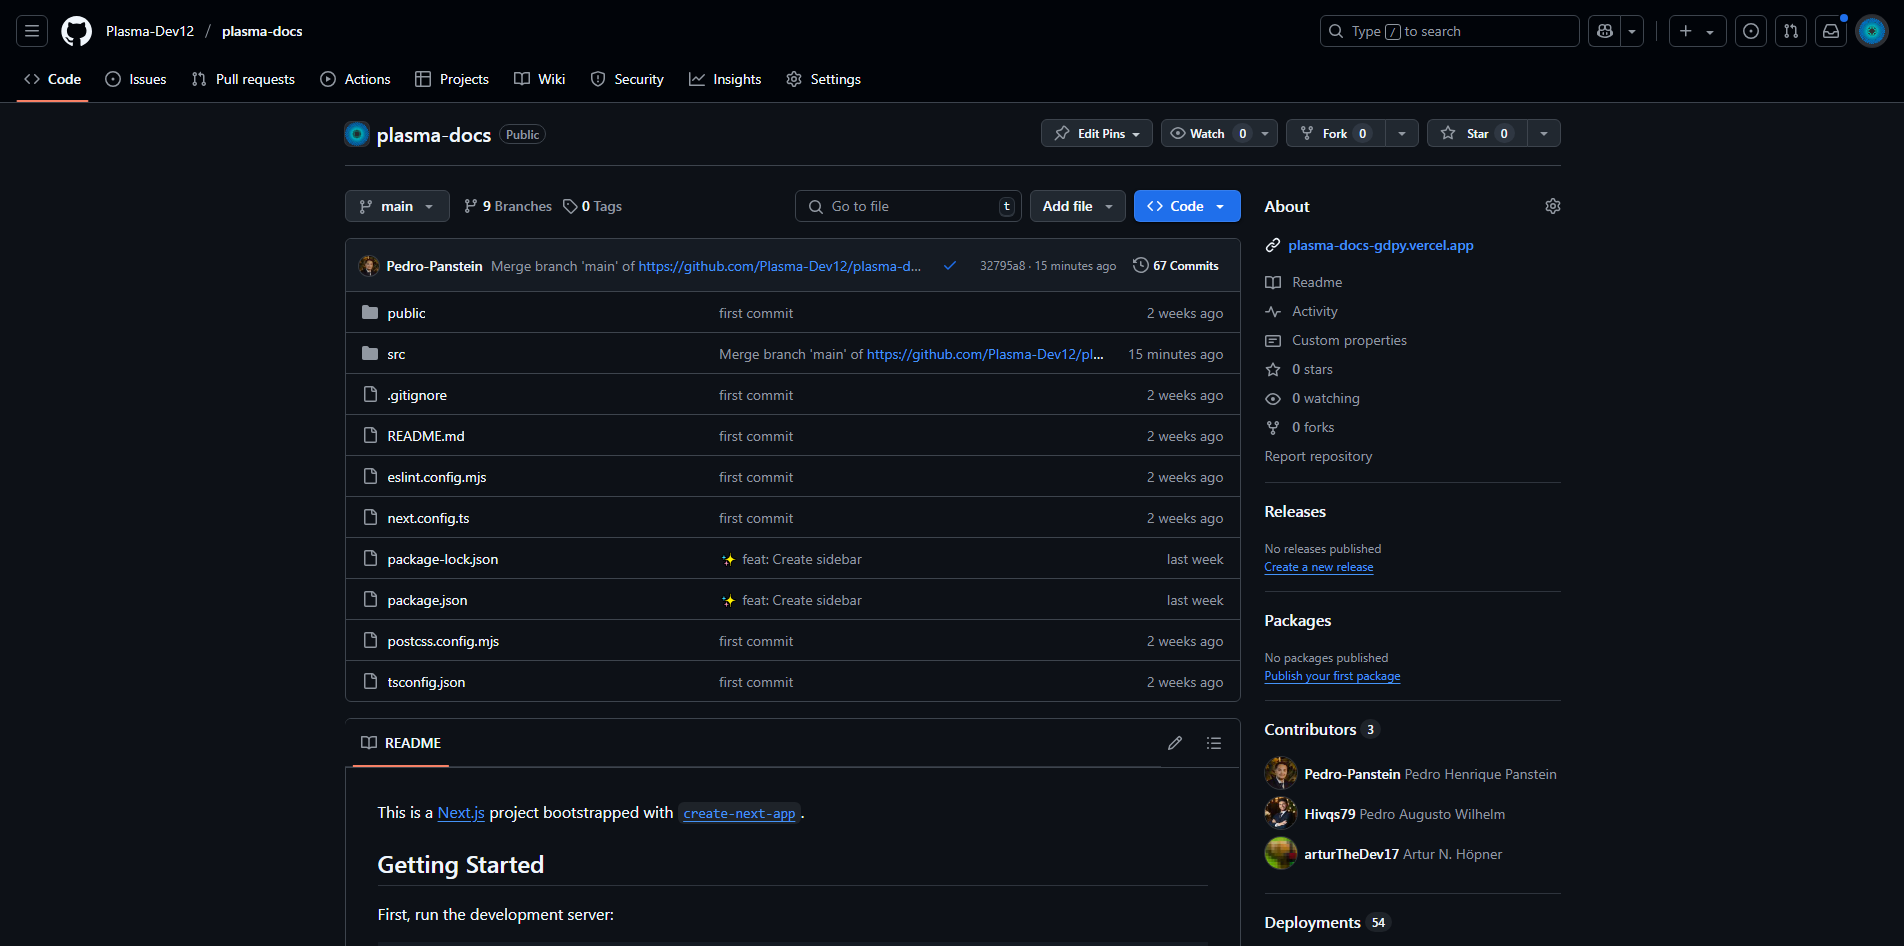 Plasma-Dev12 / plasma-docs
Type / to search
Code Issues Pull requests Actions Projects Wiki Security Insights Settings
plasma-docs Public
Edit Pins Watch 0 Fork 0 Star 0
main 9 Branches 0 Tags
Go to file t
Add file
Code
Pedro-Panstein Merge branch 'main' of https://github.com/Plasma-Dev12/plasma-d... 32795a8 · 15 minutes ago 67 Commits
public first commit 2 weeks ago
src Merge branch 'main' of https://github.com/Plasma-Dev12/pl... 15 minutes ago
.gitignore first commit 2 weeks ago
README.md first commit 2 weeks ago
eslint.config.mjs first commit 2 weeks ago
next.config.ts first commit 2 weeks ago
package-lock.json ✨ feat: Create sidebar last week
package.json ✨ feat: Create sidebar last week
postcss.config.mjs first commit 2 weeks ago
tsconfig.json first commit 2 weeks ago
README
This is a Next.js project bootstrapped with create-next-app.
Getting Started
First, run the development server:
About
plasma-docs-gdpy.vercel.app
Readme
Activity
Custom properties
0 stars
0 watching
0 forks
Report repository
Releases
No releases published
Create a new release
Packages
No packages published
Publish your first package
Contributors 3
Pedro-Panstein Pedro Henrique Panstein
Hivqs79 Pedro Augusto Wilhelm
arturTheDev17 Artur N. Höpner
Deployments 54